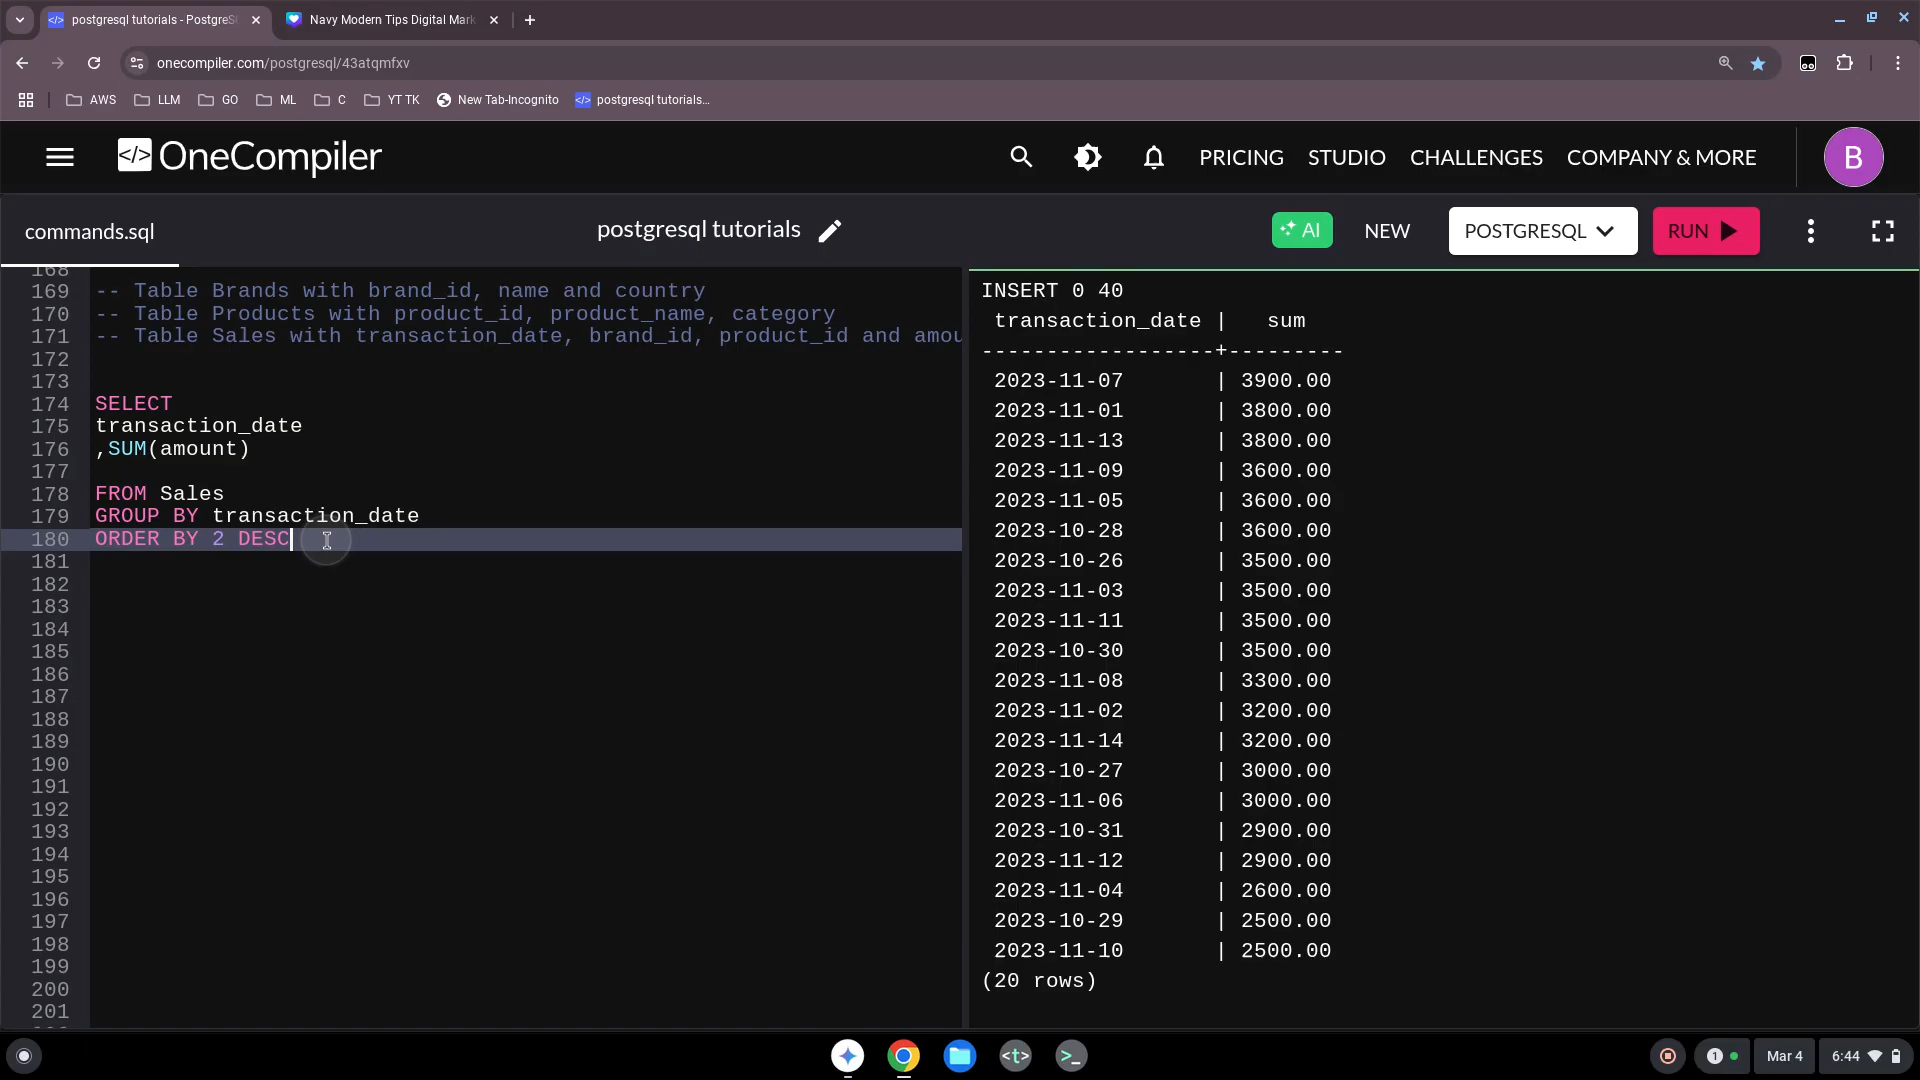 postgresql tutorials - PostgreS
Navy Modern Tips Digital Mark
onecompiler.com/postgresql/43atqmfxv
AWS
LLM
GO
ML
C
YT TK
New Tab-Incognito
</> postgresql tutorials...
</> OneCompiler
PRICING
STUDIO
CHALLENGES
COMPANY & MORE
B
commands.sql
postgresql tutorials
AI
NEW
POSTGRESQL
RUN
168
169 -- Table Brands with brand_id, name and country
170 -- Table Products with product_id, product_name, category
171 -- Table Sales with transaction_date, brand_id, product_id and amou
172
173
174 SELECT
175 transaction_date
176 ,SUM(amount)
177
178 FROM Sales
179 GROUP BY transaction_date
180 ORDER BY 2 DESC
181
182
183
184
185
186
187
188
189
190
191
192
193
194
195
196
197
198
199
200
201
INSERT 0 40
transaction_date | sum
------------------+---------
2023-11-07 | 3900.00
2023-11-01 | 3800.00
2023-11-13 | 3800.00
2023-11-09 | 3600.00
2023-11-05 | 3600.00
2023-10-28 | 3600.00
2023-10-26 | 3500.00
2023-11-03 | 3500.00
2023-11-11 | 3500.00
2023-10-30 | 3500.00
2023-11-08 | 3300.00
2023-11-02 | 3200.00
2023-11-14 | 3200.00
2023-10-27 | 3000.00
2023-11-06 | 3000.00
2023-10-31 | 2900.00
2023-11-12 | 2900.00
2023-11-04 | 2600.00
2023-10-29 | 2500.00
2023-11-10 | 2500.00
(20 rows)
<t>
>_
1
Mar 4
6:44